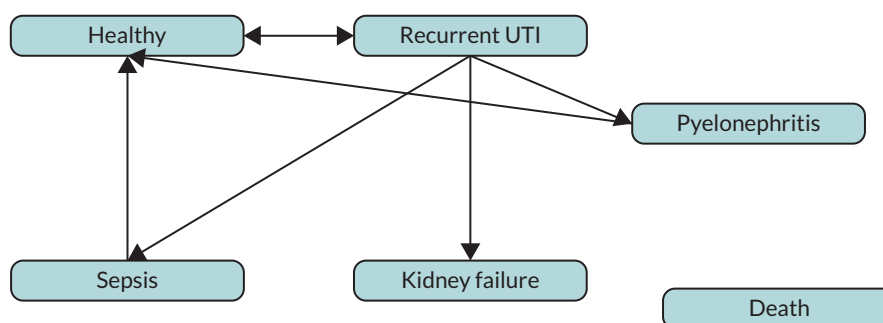 Healthy
Recurrent UTI
Pyelonephritis
Sepsis
Kidney failure
Death